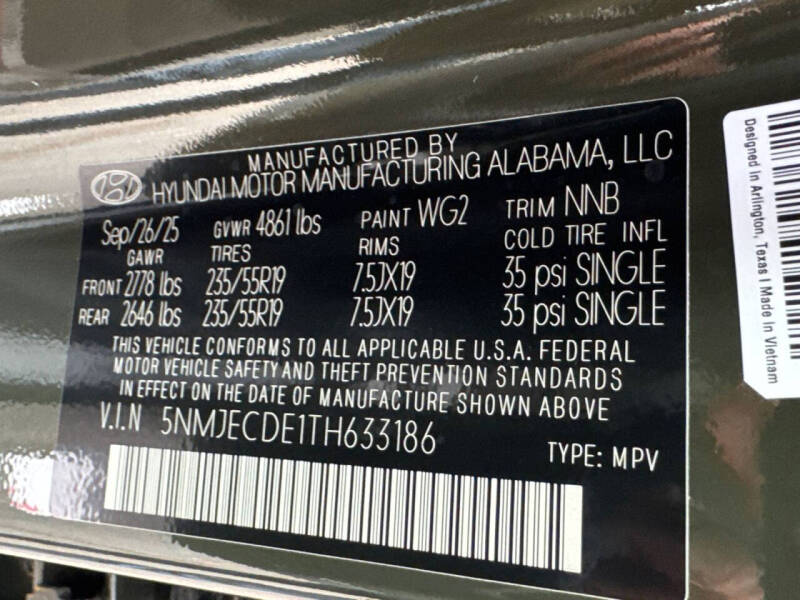 MANUFACTURED BY
HYUNDAI MOTOR MANUFACTURING ALABAMA, LLC
Sep/26/25 GVWR 4861 lbs PAINT WG2 TRIM NNB
GAWR TIRES RIMS COLD TIRE INFL
FRONT 2778 lbs 235/55R19 7.5JX19 35 psi SINGLE
REAR 2646 lbs 235/55R19 7.5JX19 35 psi SINGLE
THIS VEHICLE CONFORMS TO ALL APPLICABLE U.S.A. FEDERAL
MOTOR VEHICLE SAFETY AND THEFT PREVENTION STANDARDS
IN EFFECT ON THE DATE OF MANUFACTURE SHOWN ABOVE
V.I.N 5NMJECDE1TH633186
TYPE: MPV
Designed In Arlington, Texas | Made In Vietnam